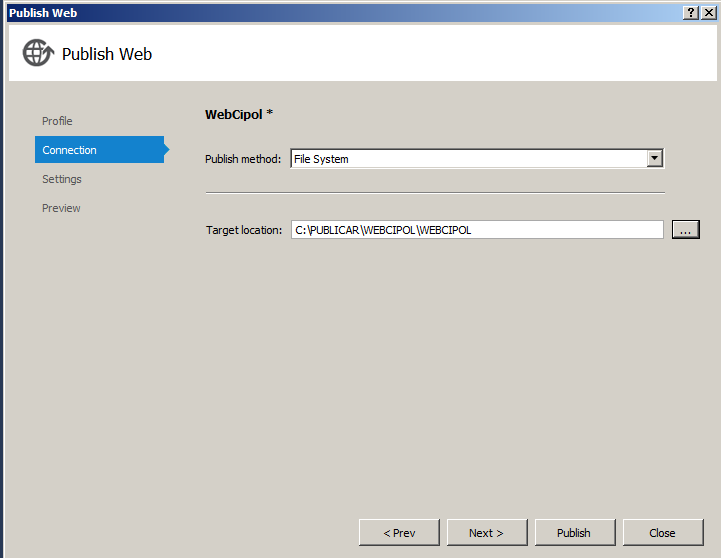 Publish Web
Publish Web
Profile
Connection
Settings
Preview
WebCipol *
Publish method: File System
Target location: C:\PUBLICAR\WEBCIPOL\WEBCIPOL ...
< Prev Next > Publish Close